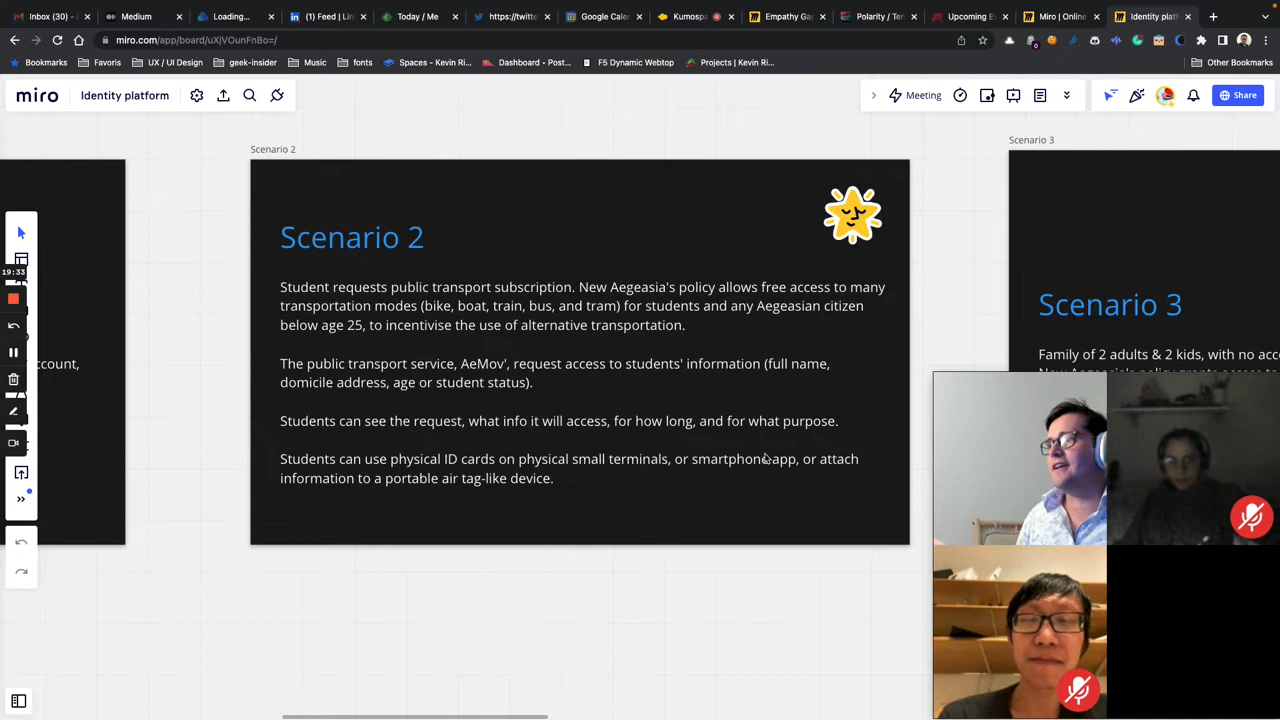 Inbox (30)
Medium
Loading...
(1) Feed | Lin
Today / Me
https://twitte
Google Caler
Kumospa
Empathy Ga
Polarity / Ter
Upcoming Ev
Miro | Online
Identity platf
miro.com/app/board/uXjVOunFnBo=/
Bookmarks
Favoris
UX / UI Design
geek-insider
Music
fonts
Spaces - Kevin Ri...
Dashboard • Post...
F5 Dynamic Webtop
Projects | Kevin Ri...
Other Bookmarks
miro
Identity platform
Meeting
Share
Scenario 2
Scenario 3
19:33
ccount,
Scenario 2
Student requests public transport subscription. New Aegeasia's policy allows free access to many
transportation modes (bike, boat, train, bus, and tram) for students and any Aegeasian citizen
below age 25, to incentivise the use of alternative transportation.
The public transport service, AeMov', request access to students' information (full name,
domicile address, age or student status).
Students can see the request, what info it will access, for how long, and for what purpose.
Students can use physical ID cards on physical small terminals, or smartphone app, or attach
information to a portable air tag-like device.
Scenario 3
Family of 2 adults & 2 kids, with no acce